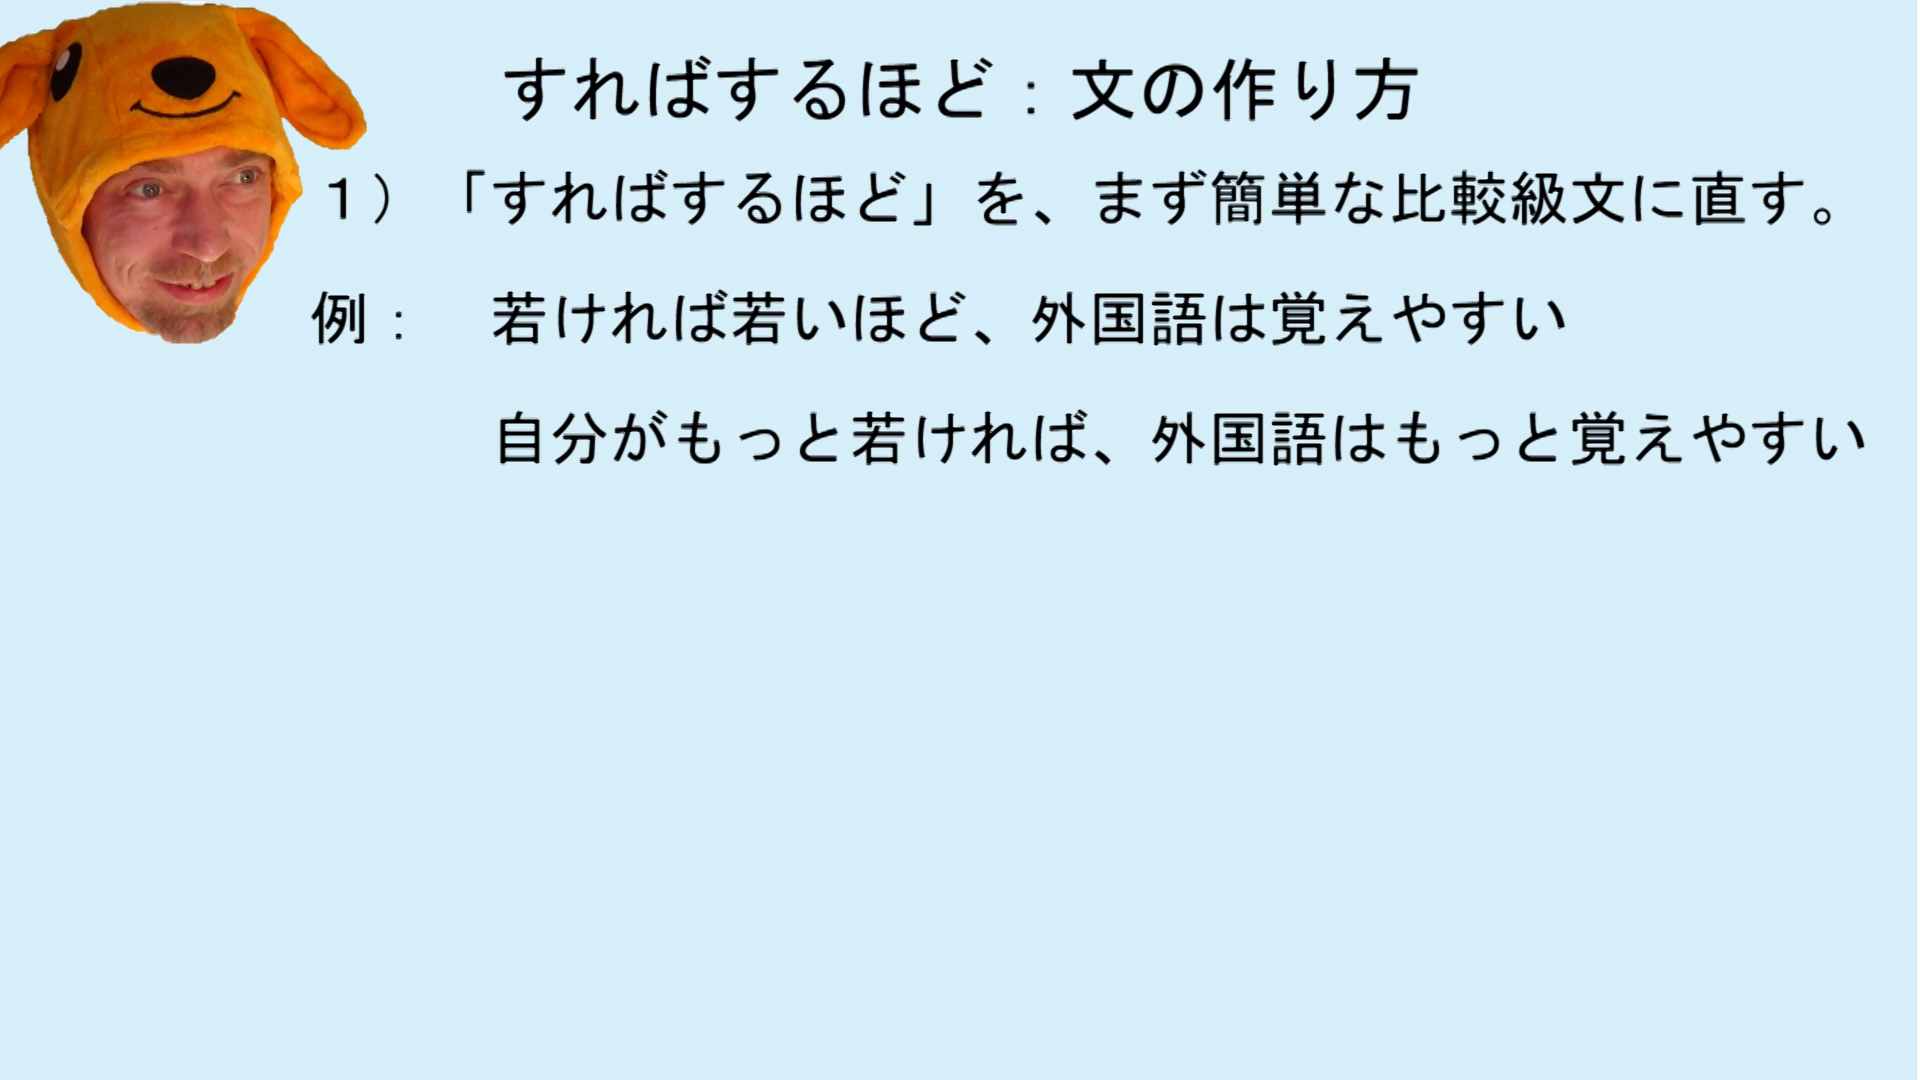 すればするほど：文の作り方
１）「すればするほど」を、まず簡単な比較級文に直す。
例：　若ければ若いほど、外国語は覚えやすい
自分がもっと若ければ、外国語はもっと覚えやすい